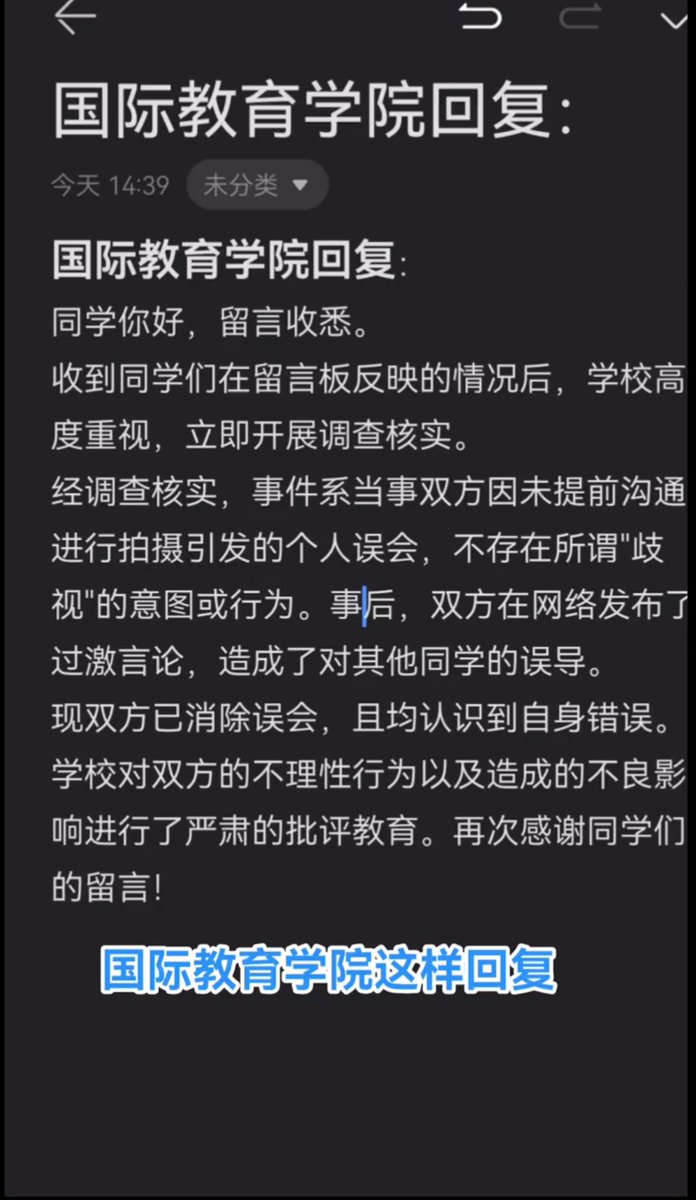 国际教育学院回复：
今天 14:39 未分类
国际教育学院回复：
同学你好，留言收悉。
收到同学们在留言板反映的情况后，学校高
度重视，立即开展调查核实。
经调查核实，事件系当事双方因未提前沟通
进行拍摄引发的个人误会，不存在所谓"歧
视"的意图或行为。事后，双方在网络发布了
过激言论，造成了对其他同学的误导。
现双方已消除误会，且均认识到自身错误。
学校对双方的不理性行为以及造成的不良影
响进行了严肃的批评教育。再次感谢同学们
的留言！
国际教育学院这样回复